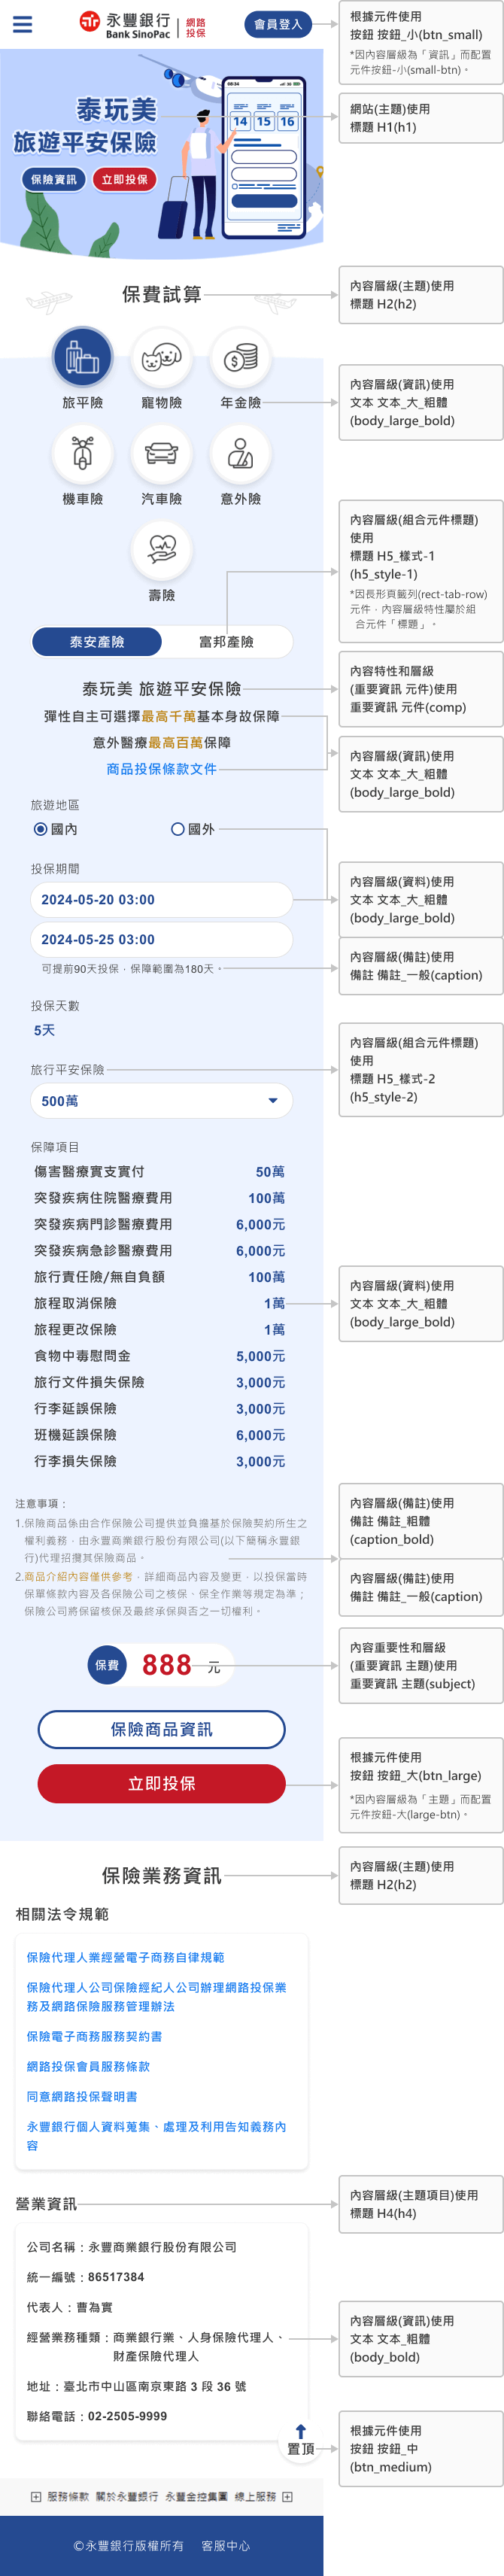 永豐銀行
Bank SinoPac
網路
投保
會員登入
根據元件使用
按鈕 按鈕_小(btn_small)
*因內容層級為「資訊」而配置
元件按鈕-小(small-btn)。
泰玩美
旅遊平安保險
保險資訊
立即投保
14 15 16
網站(主題)使用
標題 H1(h1)
保費試算
內容層級(主題)使用
標題 H2(h2)
旅平險
寵物險
年金險
內容層級(資訊)使用
文本 文本_大_粗體
(body_large_bold)
機車險
汽車險
意外險
壽險
內容層級(組合元件標題)
使用
標題 H5_樣式-1
(h5_style-1)
*因長形頁籤列(rect-tab-row)
元件，內容層級特性屬於組
合元件「標題」。
泰安產險
富邦產險
泰玩美 旅遊平安保險
內容特性和層級
(重要資訊 元件)使用
重要資訊 元件(comp)
彈性自主可選擇最高千萬基本身故保障
意外醫療最高百萬保障
商品投保條款文件
內容層級(資訊)使用
文本 文本_大_粗體
(body_large_bold)
旅遊地區
國內
國外
投保期間
2024-05-20 03:00
2024-05-25 03:00
內容層級(資料)使用
文本 文本_大_粗體
(body_large_bold)
可提前90天投保，保障範圍為180天。
內容層級(備註)使用
備註 備註_一般(caption)
投保天數
5天
旅行平安保險
500萬
內容層級(組合元件標題)
使用
標題 H5_樣式-2
(h5_style-2)
保障項目
傷害醫療實支實付 50萬
突發疾病住院醫療費用 100萬
突發疾病門診醫療費用 6,000元
突發疾病急診醫療費用 6,000元
旅行責任險/無自負額 100萬
旅程取消保險 1萬
旅程更改保險 1萬
食物中毒慰問金 5,000元
旅行文件損失保險 3,000元
行李延誤保險 3,000元
班機延誤保險 6,000元
行李損失保險 3,000元
內容層級(資料)使用
文本 文本_大_粗體
(body_large_bold)
注意事項：
1.保險商品係由合作保險公司提供並負擔基於保險契約所生之
權利義務，由永豐商業銀行股份有限公司(以下簡稱永豐銀
行)代理招攬其保險商品。
2.商品介紹內容僅供參考，詳細商品內容及變更，以投保當時
保單條款內容及各保險公司之核保、保全作業等規定為準；
保險公司將保留核保及最終承保與否之一切權利。
內容層級(備註)使用
備註 備註_粗體
(caption_bold)
內容層級(備註)使用
備註 備註_一般(caption)
保費 888 元
內容重要性和層級
(重要資訊 主題)使用
重要資訊 主題(subject)
保險商品資訊
立即投保
根據元件使用
按鈕 按鈕_大(btn_large)
*因內容層級為「主題」而配置
元件按鈕-大(large-btn)。
保險業務資訊
內容層級(主題)使用
標題 H2(h2)
相關法令規範
保險代理人業經營電子商務自律規範
保險代理人公司保險經紀人公司辦理網路投保業
務及網路保險服務管理辦法
保險電子商務服務契約書
網路投保會員服務條款
同意網路投保聲明書
永豐銀行個人資料蒐集、處理及利用告知義務內
容
營業資訊
內容層級(主題項目)使用
標題 H4(h4)
公司名稱：永豐商業銀行股份有限公司
統一編號：86517384
代表人：曹為實
經營業務種類：商業銀行業、人身保險代理人、
財產保險代理人
地址：臺北市中山區南京東路 3 段 36 號
聯絡電話：02-2505-9999
內容層級(資訊)使用
文本 文本_粗體
(body_bold)
置頂
根據元件使用
按鈕 按鈕_中
(btn_medium)
服務條款 關於永豐銀行 永豐金控集團 線上服務
©永豐銀行版權所有 客服中心